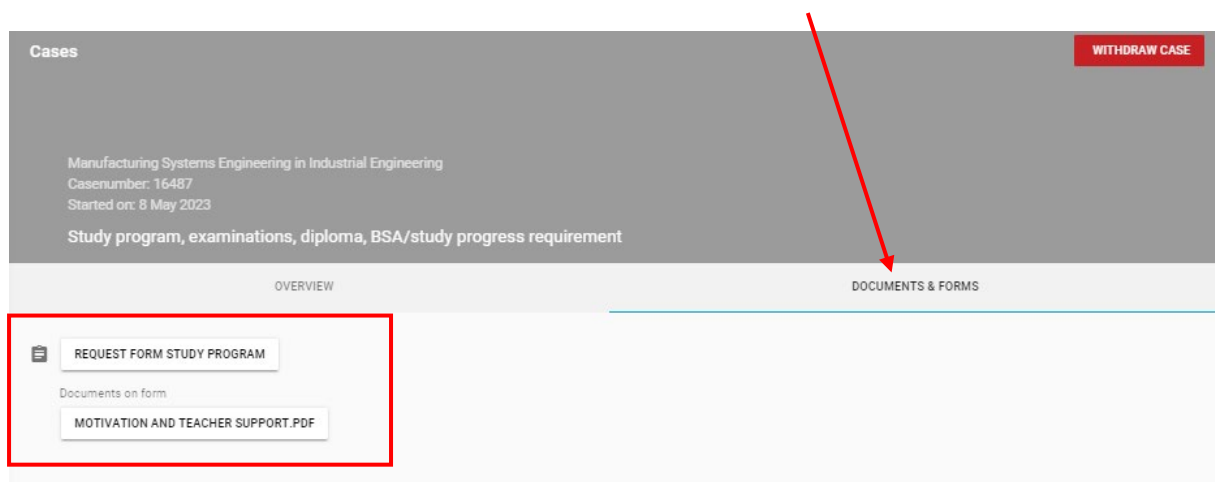 Cases
WITHDRAW CASE
Manufacturing Systems Engineering in Industrial Engineering
Casenumber: 16487
Started on: 8 May 2023
Study program, examinations, diploma, BSA/study progress requirement
OVERVIEW
DOCUMENTS & FORMS
REQUEST FORM STUDY PROGRAM
Documents on form
MOTIVATION AND TEACHER SUPPORT.PDF